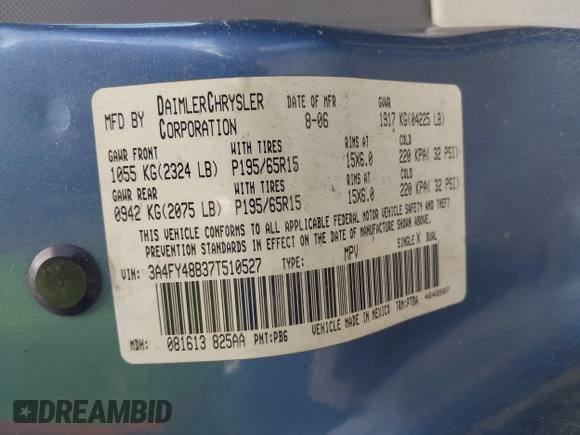 MFD BY DAIMLERCHRYSLER CORPORATION DATE OF MFR 8-06 GVWR 1917 KG(04225 LB)
GAWR FRONT WITH TIRES RIMS AT COLD
1055 KG(2324 LB) P195/65R15 15X6.0 220 KPA( 32 PSI)
GAWR REAR WITH TIRES RIMS AT COLD
0942 KG(2075 LB) P195/65R15 15X6.0 220 KPA( 32 PSI)
THIS VEHICLE CONFORMS TO ALL APPLICABLE FEDERAL MOTOR VEHICLE SAFETY AND THEFT
PREVENTION STANDARDS IN EFFECT ON THE DATE OF MANUFACTURE SHOWN ABOVE.
VIN: 3A4FY48B37T510527 TYPE: MPV SINGLE X DUAL
MDH: 081613 825AA PNT:PBG VEHICLE MADE IN MEXICO TRM:P7DA 4648507
DREAMBID